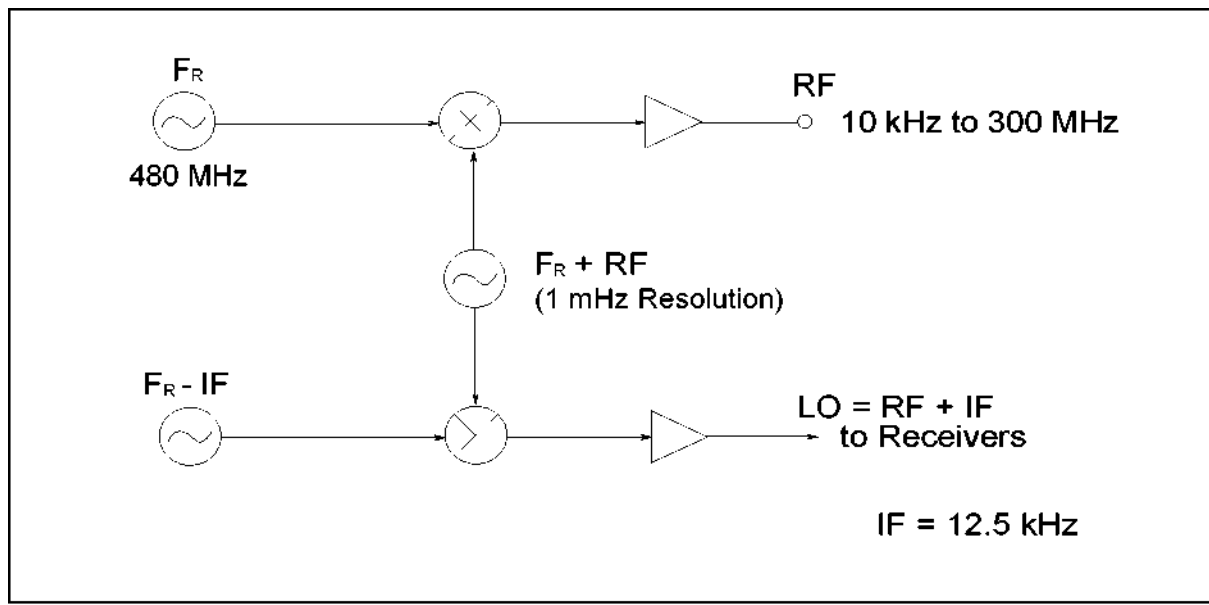 FR
480 MHz
RF
10 kHz to 300 MHz
FR + RF
(1 mHz Resolution)
FR - IF
LO = RF + IF
to Receivers
IF = 12.5 kHz